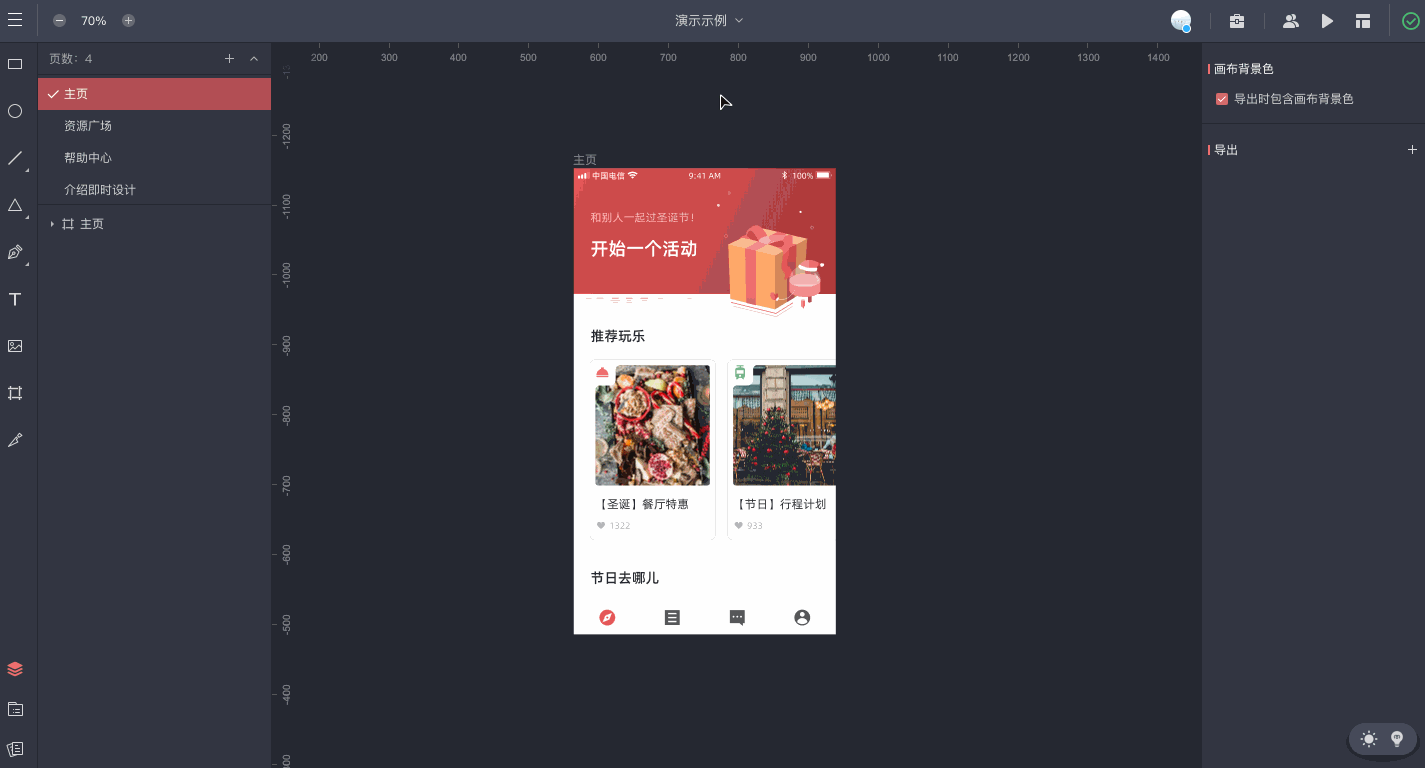 70%
演示示例
页数: 4
主页
资源广场
帮助中心
介绍即时设计
主页
200 300 400 500 600 700 800 900 1000 1100 1200 1300 1400
-1200
-1100
-1000
-900
-800
-700
-600
-500
-400
主页
中国电信 9:41 AM 100%
和别人一起过圣诞节!
开始一个活动
推荐玩乐
【圣诞】餐厅特惠
1322
【节日】行程计划
933
节日去哪儿
画布背景色
导出时包含画布背景色
导出